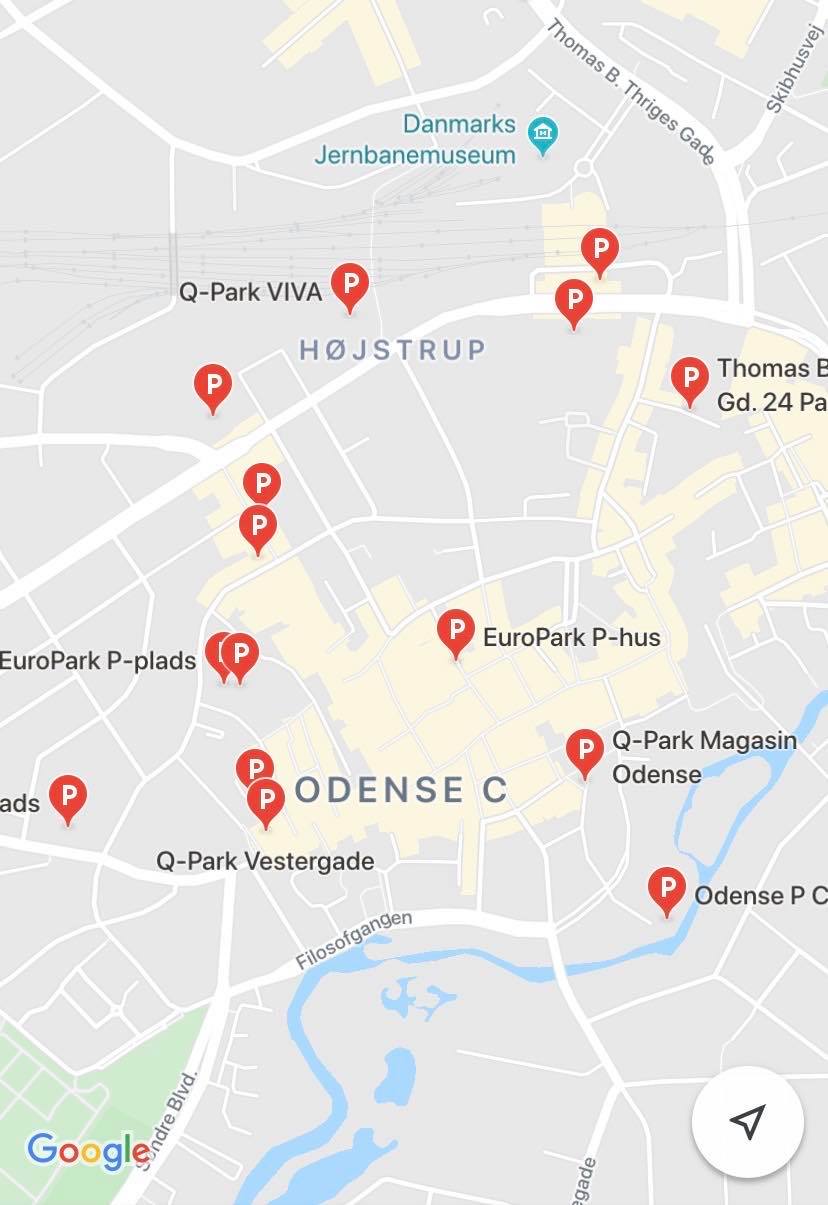 Thomas B. Thriges Gade
Skibhusvej
Danmarks
Jernbanemuseum
P
Q-Park VIVA
P
P
HØJSTRUP
P
P
Thomas B
Gd. 24 Pa
P
P
P
EuroPark P-hus
EuroPark P-plads
P
P
Q-Park Magasin
Odense
P
ODENSE C
ads
P
P
Q-Park Vestergade
P
Odense P C
Filosofgangen
Søndre Blvd.
Google
egade